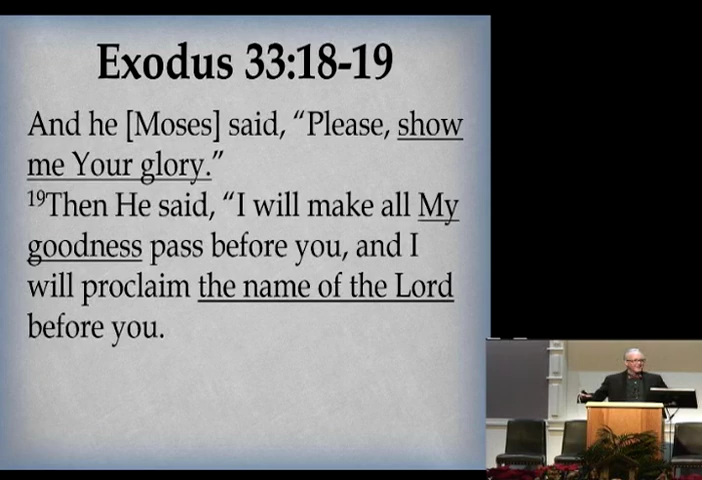 Exodus 33:18-19
And he [Moses] said, “Please, show
me Your glory.”
¹⁹Then He said, “I will make all My
goodness pass before you, and I
will proclaim the name of the Lord
before you.